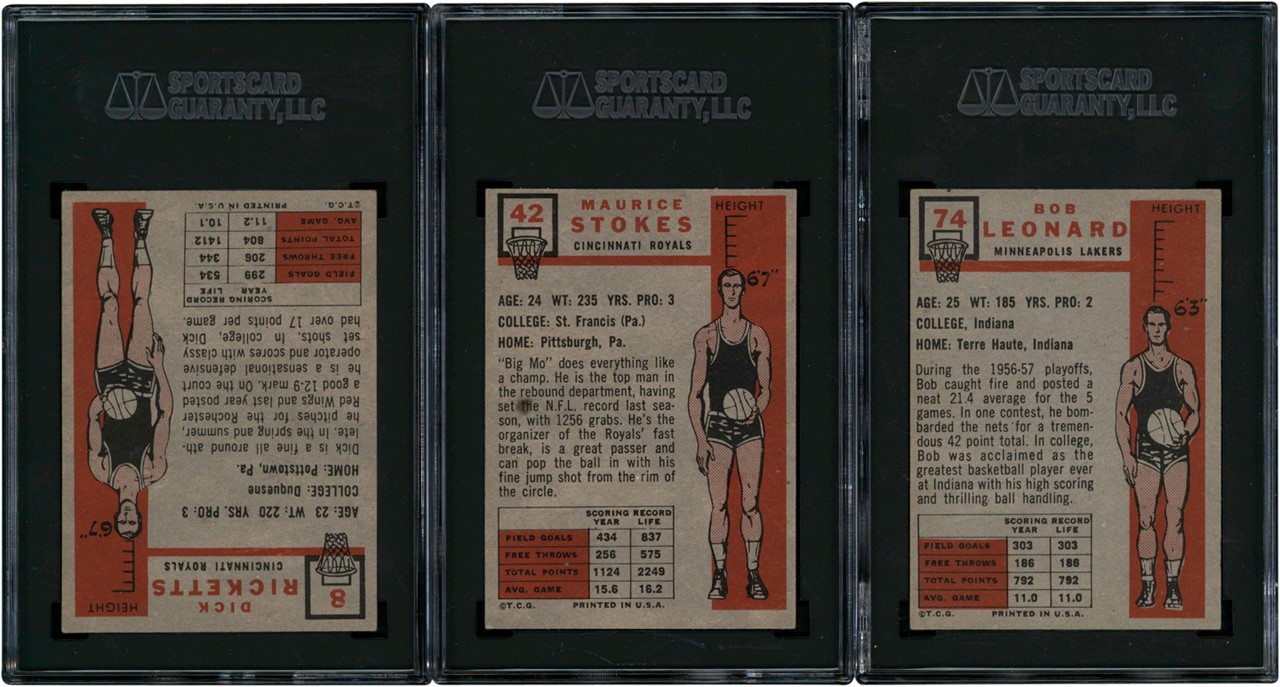 SPORTSCARD
GUARANTY, LLC
8
DICK
RICKETTS
CINCINNATI ROYALS
HEIGHT
6'7"
AGE: 23 WT: 220 YRS. PRO: 3
COLLEGE: Duquesne
HOME: Pottstown, Pa.
Dick is a fine all around ath-
lete. In the spring and summer,
he pitches for the Rochester
Red Wings and last year posted
a good 12-9 mark. On the court
he is a sensational defensive
operator and scores with classy
set shots. In college, Dick
had over 17 points per game.
SCORING RECORD
YEAR LIFE
FIELD GOALS 299 534
FREE THROWS 206 344
TOTAL POINTS 804 1412
AVG. GAME 11.2 10.1
©T.C.G. PRINTED IN U.S.A.
SPORTSCARD
GUARANTY, LLC
42
MAURICE
STOKES
CINCINNATI ROYALS
HEIGHT
6'7"
AGE: 24 WT: 235 YRS. PRO: 3
COLLEGE: St. Francis (Pa.)
HOME: Pittsburgh, Pa.
"Big Mo" does everything like
a champ. He is the top man in
the rebound department, having
set the N.F.L. record last sea-
son, with 1256 grabs. He's the
organizer of the Royals' fast
break, is a great passer and
can pop the ball in with his
fine jump shot from the rim of
the circle.
SCORING RECORD
YEAR LIFE
FIELD GOALS 434 837
FREE THROWS 256 575
TOTAL POINTS 1124 2249
AVG. GAME 15.6 16.2
©T.C.G. PRINTED IN U.S.A.
SPORTSCARD
GUARANTY, LLC
74
BOB
LEONARD
MINNEAPOLIS LAKERS
HEIGHT
6'3"
AGE: 25 WT: 185 YRS. PRO: 2
COLLEGE, Indiana
HOME: Terre Haute, Indiana
During the 1956-57 playoffs,
Bob caught fire and posted a
neat 21.4 average for the 5
games. In one contest, he bom-
barded the nets for a tremen-
dous 42 point total. In college,
Bob was acclaimed as the
greatest basketball player ever
at Indiana with his high scoring
and thrilling ball handling.
SCORING RECORD
YEAR LIFE
FIELD GOALS 303 303
FREE THROWS 186 186
TOTAL POINTS 792 792
AVG. GAME 11.0 11.0
©T.C.G. PRINTED IN U.S.A.